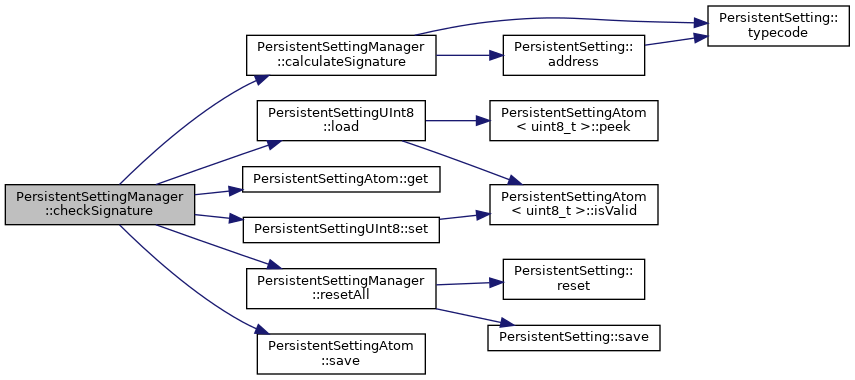 PersistentSettingManager
::checkSignature
PersistentSettingManager
::calculateSignature
PersistentSetting::
address
PersistentSetting::
typecode
PersistentSettingUInt8
::load
PersistentSettingAtom
< uint8_t >::peek
PersistentSettingAtom::get
PersistentSettingUInt8::set
PersistentSettingAtom
< uint8_t >::isValid
PersistentSettingManager
::resetAll
PersistentSetting::
reset
PersistentSetting::save
PersistentSettingAtom
::save